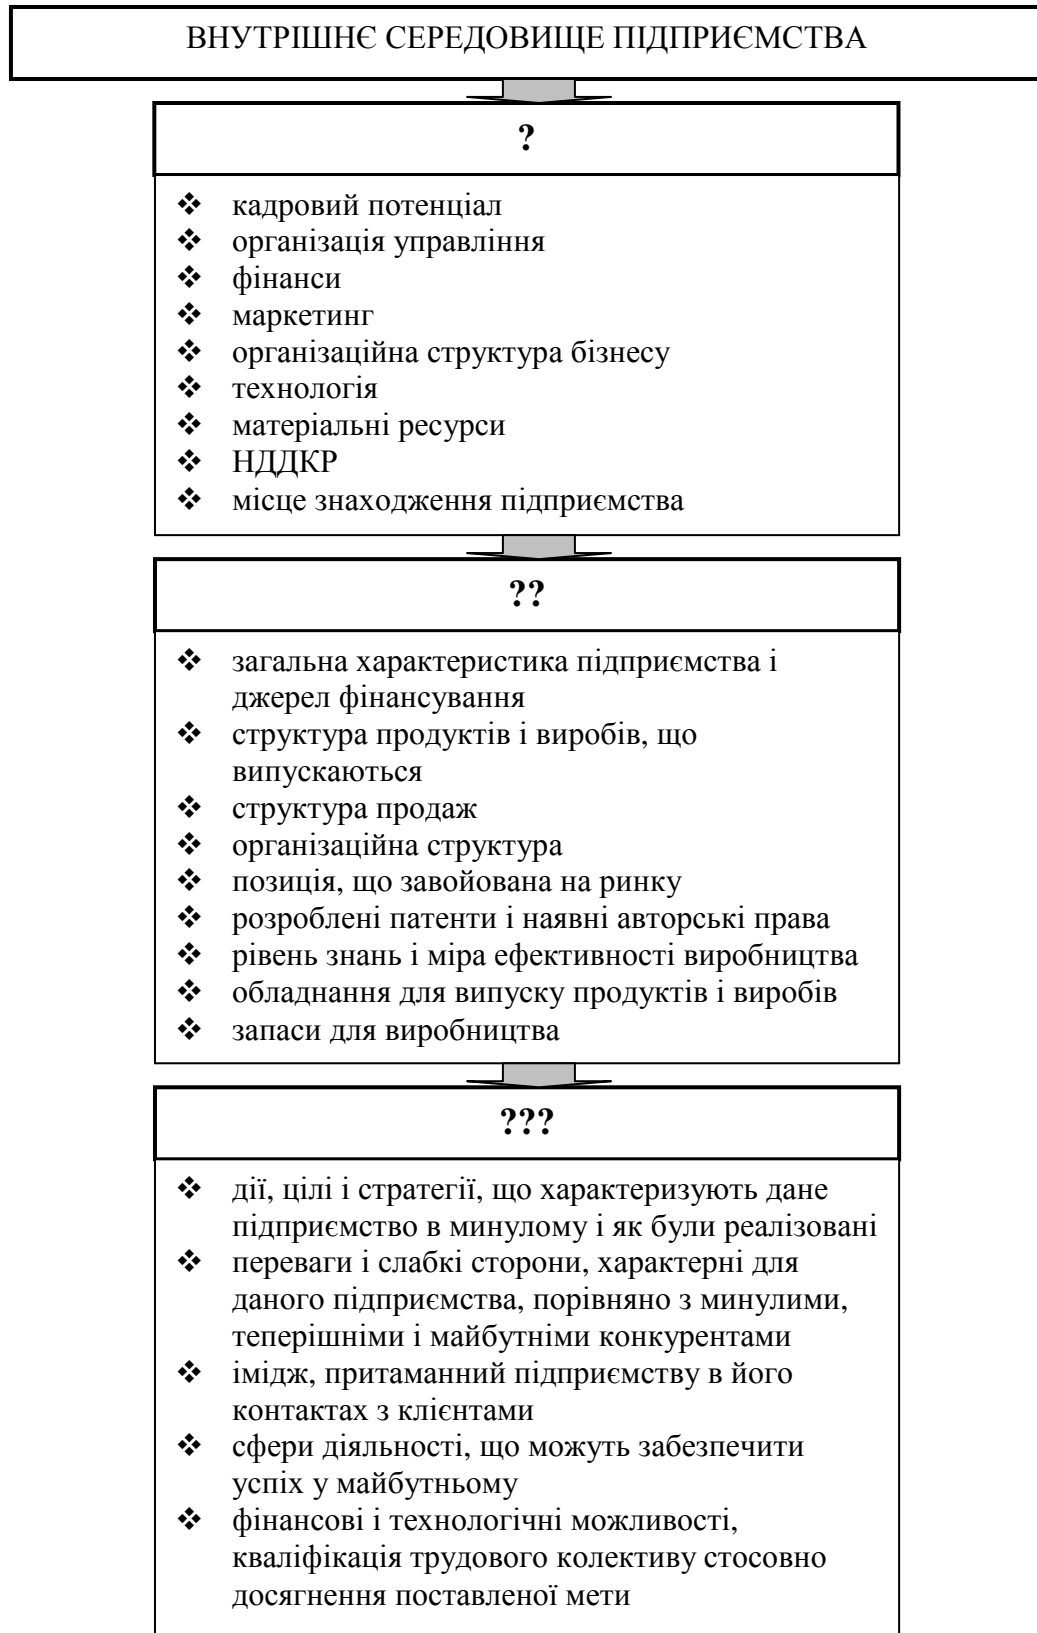 ВНУТРІШНЄ СЕРЕДОВИЩЕ ПІДПРИЄМСТВА
?
❖ кадровий потенціал
❖ організація управління
❖ фінанси
❖ маркетинг
❖ організаційна структура бізнесу
❖ технологія
❖ матеріальні ресурси
❖ НДДКР
❖ місце знаходження підприємства
??
❖ загальна характеристика підприємства і
джерел фінансування
❖ структура продуктів і виробів, що
випускаються
❖ структура продаж
❖ організаційна структура
❖ позиція, що завойована на ринку
❖ розроблені патенти і наявні авторські права
❖ рівень знань і міра ефективності виробництва
❖ обладнання для випуску продуктів і виробів
❖ запаси для виробництва
???
❖ дії, цілі і стратегії, що характеризують дане
підприємство в минулому і як були реалізовані
❖ переваги і слабкі сторони, характерні для
даного підприємства, порівняно з минулими,
теперішніми і майбутніми конкурентами
❖ імідж, притаманний підприємству в його
контактах з клієнтами
❖ сфери діяльності, що можуть забезпечити
успіх у майбутньому
❖ фінансові і технологічні можливості,
кваліфікація трудового колективу стосовно
досягнення поставленої мети